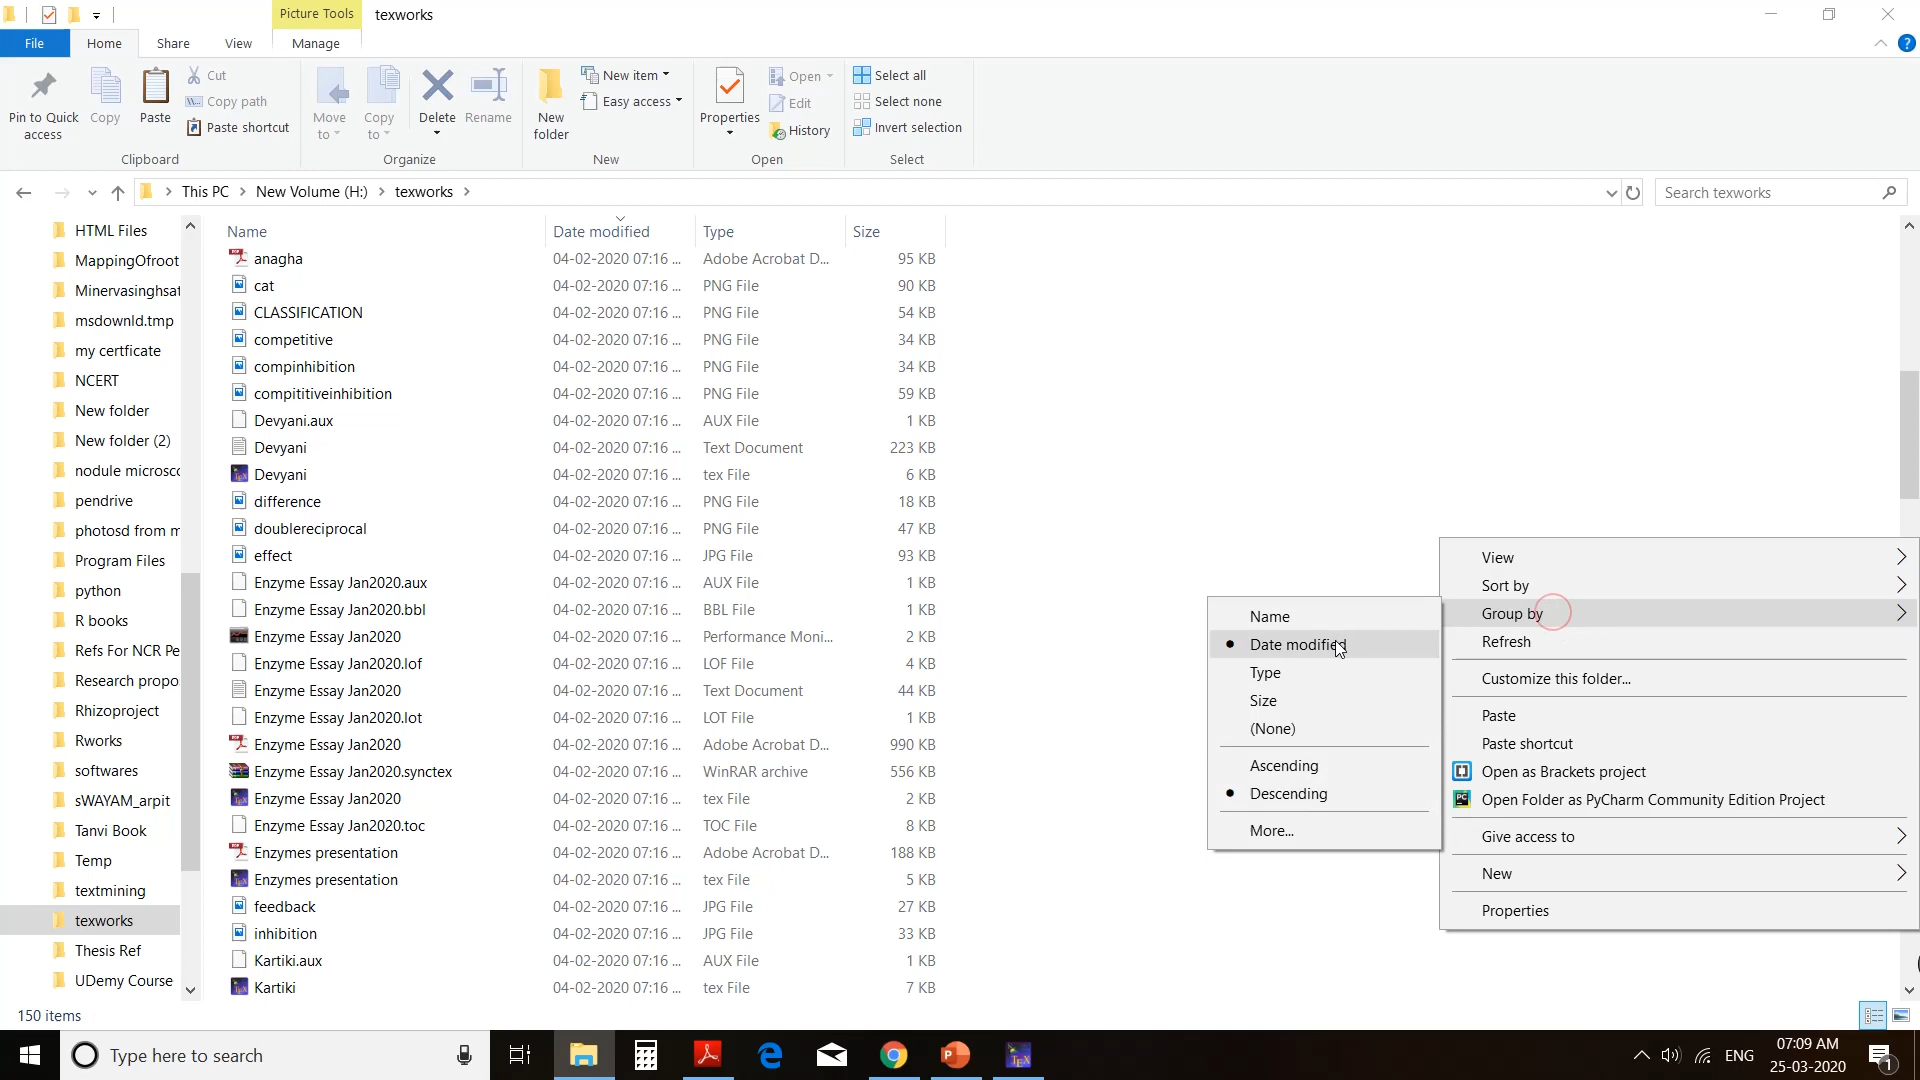 Picture Tools
texworks
File
Home
Share
View
Manage
Pin to Quick access
Copy
Paste
Cut
Copy path
Paste shortcut
Clipboard
Move to
Copy to
Delete
Rename
Organize
New folder
New item
Easy access
New
Properties
Open
Edit
History
Open
Select all
Select none
Invert selection
Select
This PC
New Volume (H:)
texworks
Search texworks
HTML Files
MappingOfroot
Minervasinghsat
msdownld.tmp
my certficate
NCERT
New folder
New folder (2)
nodule microsco
pendrive
photosd from m
Program Files
python
R books
Refs For NCR Pe
Research propo
Rhizoproject
Rworks
softwares
sWAYAM_arpit
Tanvi Book
Temp
textmining
texworks
Thesis Ref
UDemy Course
Name Date modified Type Size
anagha 04-02-2020 07:16 ... Adobe Acrobat D... 95 KB
cat 04-02-2020 07:16 ... PNG File 90 KB
CLASSIFICATION 04-02-2020 07:16 ... PNG File 54 KB
competitive 04-02-2020 07:16 ... PNG File 34 KB
compinhibition 04-02-2020 07:16 ... PNG File 34 KB
compititiveinhibition 04-02-2020 07:16 ... PNG File 59 KB
Devyani.aux 04-02-2020 07:16 ... AUX File 1 KB
Devyani 04-02-2020 07:16 ... Text Document 223 KB
Devyani 04-02-2020 07:16 ... tex File 6 KB
difference 04-02-2020 07:16 ... PNG File 18 KB
doublereciprocal 04-02-2020 07:16 ... PNG File 47 KB
effect 04-02-2020 07:16 ... JPG File 93 KB
Enzyme Essay Jan2020.aux 04-02-2020 07:16 ... AUX File 1 KB
Enzyme Essay Jan2020.bbl 04-02-2020 07:16 ... BBL File 1 KB
Enzyme Essay Jan2020 04-02-2020 07:16 ... Performance Moni... 2 KB
Enzyme Essay Jan2020.lof 04-02-2020 07:16 ... LOF File 4 KB
Enzyme Essay Jan2020 04-02-2020 07:16 ... Text Document 44 KB
Enzyme Essay Jan2020.lot 04-02-2020 07:16 ... LOT File 1 KB
Enzyme Essay Jan2020 04-02-2020 07:16 ... Adobe Acrobat D... 990 KB
Enzyme Essay Jan2020.synctex 04-02-2020 07:16 ... WinRAR archive 556 KB
Enzyme Essay Jan2020 04-02-2020 07:16 ... tex File 2 KB
Enzyme Essay Jan2020.toc 04-02-2020 07:16 ... TOC File 8 KB
Enzymes presentation 04-02-2020 07:16 ... Adobe Acrobat D... 188 KB
Enzymes presentation 04-02-2020 07:16 ... tex File 5 KB
feedback 04-02-2020 07:16 ... JPG File 27 KB
inhibition 04-02-2020 07:16 ... JPG File 33 KB
Kartiki.aux 04-02-2020 07:16 ... AUX File 1 KB
Kartiki 04-02-2020 07:16 ... tex File 7 KB
Name
Date modified
Type
Size
(None)
Ascending
Descending
More...
View
Sort by
Group by
Refresh
Customize this folder...
Paste
Paste shortcut
Open as Brackets project
Open Folder as PyCharm Community Edition Project
Give access to
New
Properties
150 items
Type here to search
ENG
07:09 AM
25-03-2020
1